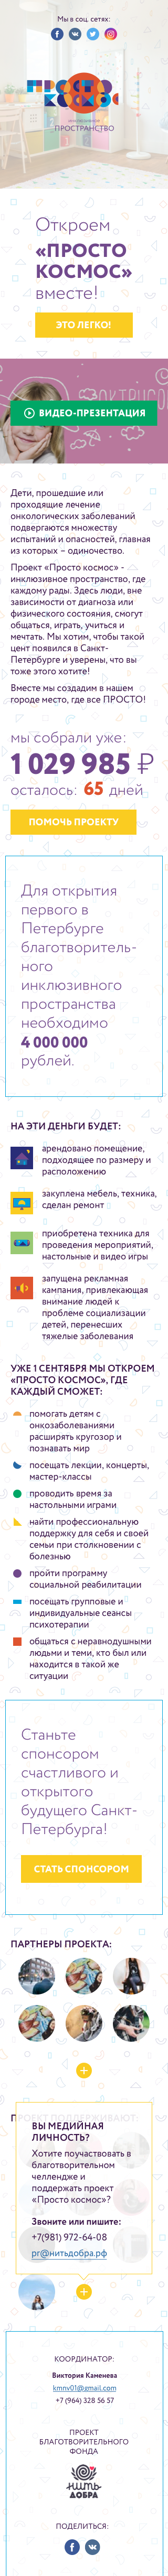 Мы в соц. сетях:
ПРОСТО
КОСМОС
ПРОСТРАНСТВО
Откроем
«ПРОСТО
КОСМОС»
вместе!
ЭТО ЛЕГКО!
ВИДЕО-ПРЕЗЕНТАЦИЯ
Дети, прошедшие или
проходящие лечение
онкологических заболеваний
подвергаются множеству
испытаний и опасностей, главная
из которых – одиночество.
Проект «Просто космос» -
инклюзивное пространство, где
каждому рады. Здесь люди, вне
зависимости от диагноза или
физического состояния, смогут
общаться, играть, учиться и
мечтать. Мы хотим, чтобы такой
цент появился в Санкт-
Петербурге и уверены, что вы
тоже этого хотите!
Вместе мы создадим в нашем
городе место, где все ПРОСТО!
мы собрали уже:
1 029 985 ₽
осталось: 65 дней
ПОМОЧЬ ПРОЕКТУ
Для открытия
первого в
Петербурге
благотворитель-
ного
инклюзивного
пространства
необходимо
4 000 000
рублей.
НА ЭТИ ДЕНЬГИ БУДЕТ:
арендовано помещение,
подходящее по размеру и
расположению
закуплена мебель, техника,
сделан ремонт
приобретена техника для
проведения мероприятий,
настольные и видео игры
запущена рекламная
кампания, привлекающая
внимание людей к
проблеме социализации
детей, перенесших
тяжелые заболевания
УЖЕ 1 СЕНТЯБРЯ МЫ ОТКРОЕМ
«ПРОСТО КОСМОС», ГДЕ
КАЖДЫЙ СМОЖЕТ:
помогать детям с
онкозаболеваниями
расширять кругозор и
познавать мир
посещать лекции, концерты,
мастер-классы
проводить время за
настольными играми
найти профессиональную
поддержку для себя и своей
семьи при столкновении с
болезнью
пройти программу
социальной реабилитации
посещать групповые и
индивидуальные сеансы
психотерапии
общаться с неравнодушными
людьми и теми, кто был или
находится в такой же
ситуации
Станьте
спонсором
счастливого и
открытого
будущего Санкт-
Петербурга!
СТАТЬ СПОНСОРОМ
ПАРТНЕРЫ ПРОЕКТА:
ПРОЕКТ ПОДДЕРЖИВАЮТ:
ВЫ МЕДИЙНАЯ
ЛИЧНОСТЬ?
Хотите поучаствовать в
благотворительном
челлендже и
поддержать проект
«Просто космос»?
Звоните или пишите:
+7(981) 972-64-08
pr@нитьдобра.рф
КООРДИНАТОР:
Виктория Каменева
kmnv01@gmail.com
+7 (964) 328 56 57
ПРОЕКТ
БЛАГОТВОРИТЕЛЬНОГО
ФОНДА
НИТЬ
ДОБРА
ПОДЕЛИТЬСЯ: